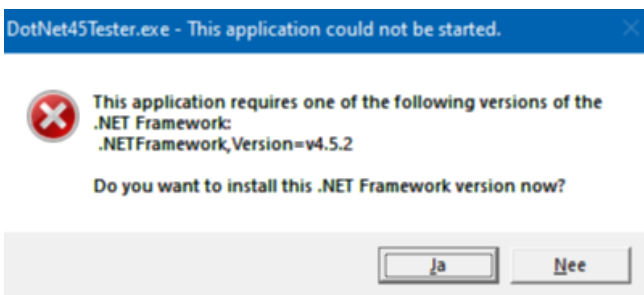 DotNet45Tester.exe - This application could not be started.
This application requires one of the following versions of the
.NET Framework:
.NETFramework,Version=v4.5.2
Do you want to install this .NET Framework version now?
Ja
Nee